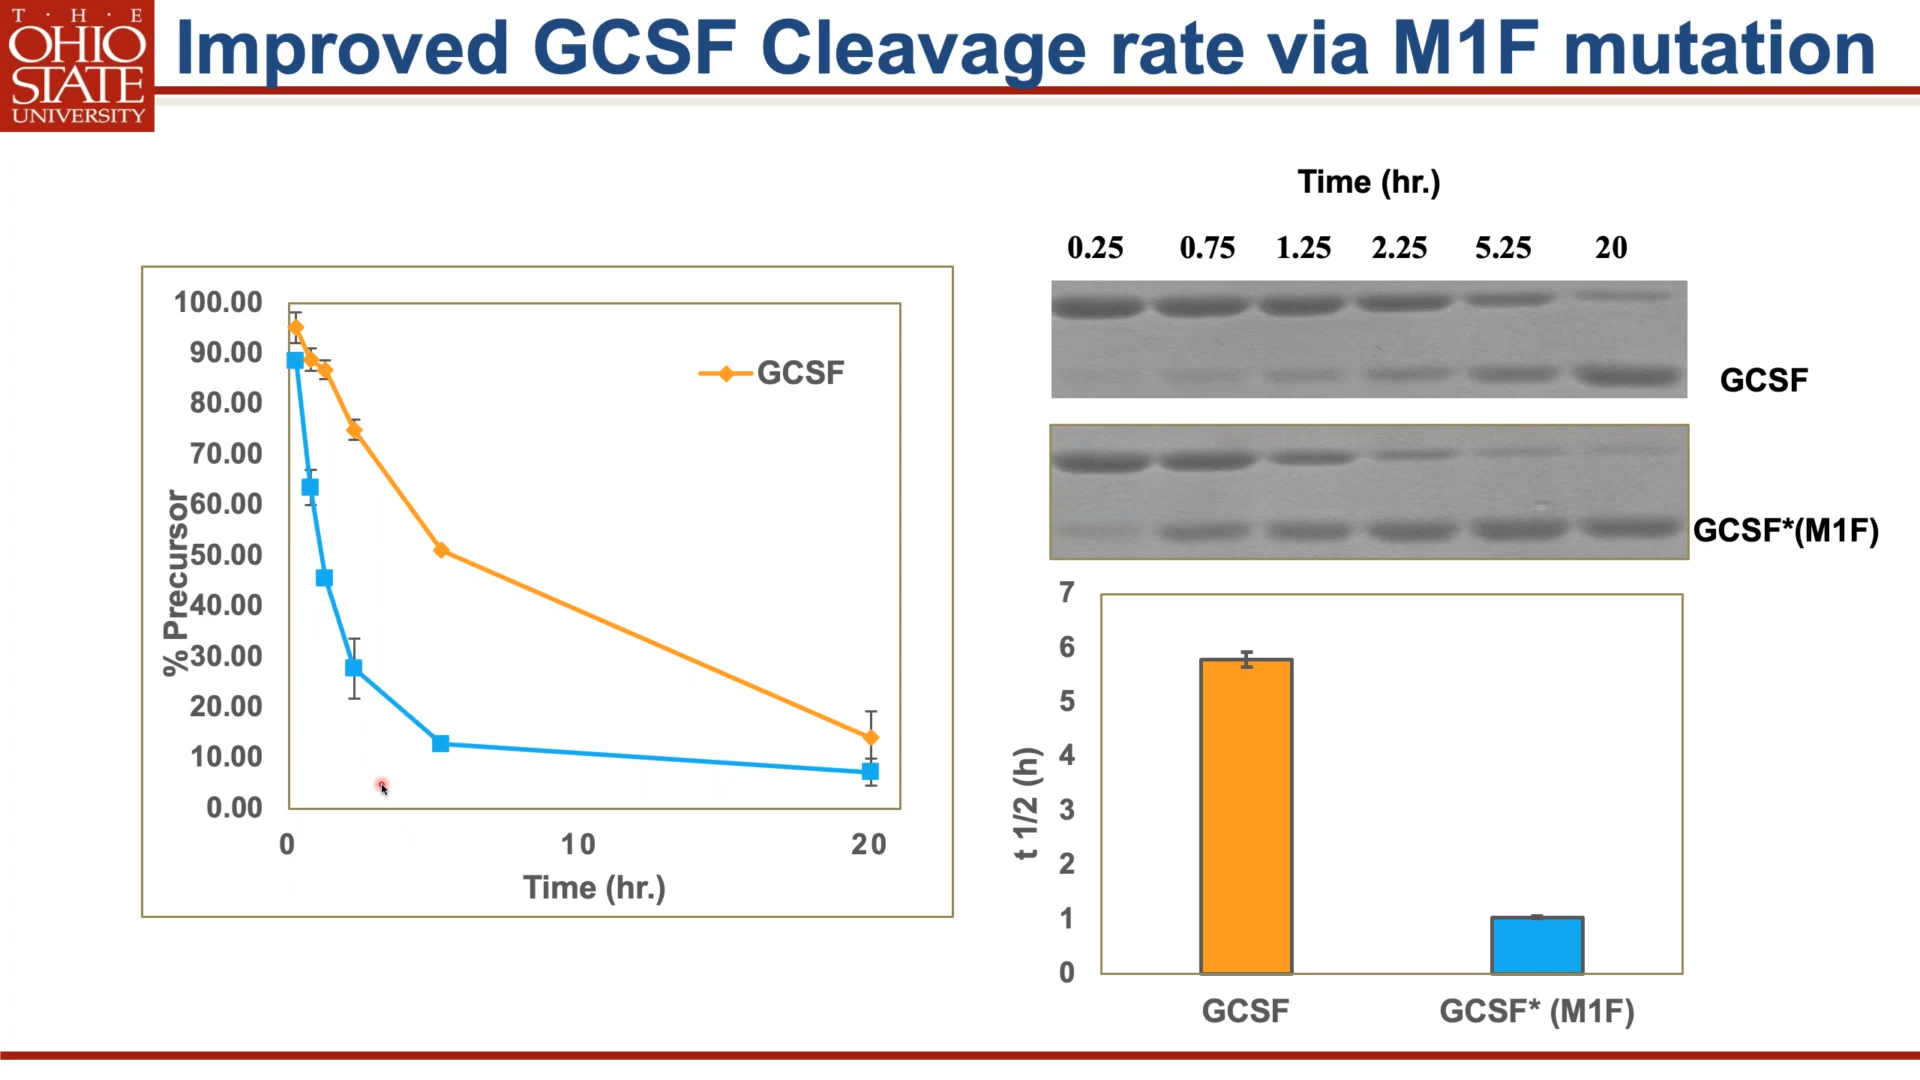 T · H · E
OHIO
STATE
UNIVERSITY
Improved GCSF Cleavage rate via M1F mutation
100.00
90.00
80.00
70.00
60.00
50.00
40.00
30.00
20.00
10.00
0.00
% Precursor
GCSF
0 10 20
Time (hr.)
Time (hr.)
0.25 0.75 1.25 2.25 5.25 20
GCSF
GCSF*(M1F)
7
6
5
4
3
2
1
0
t 1/2 (h)
GCSF GCSF* (M1F)